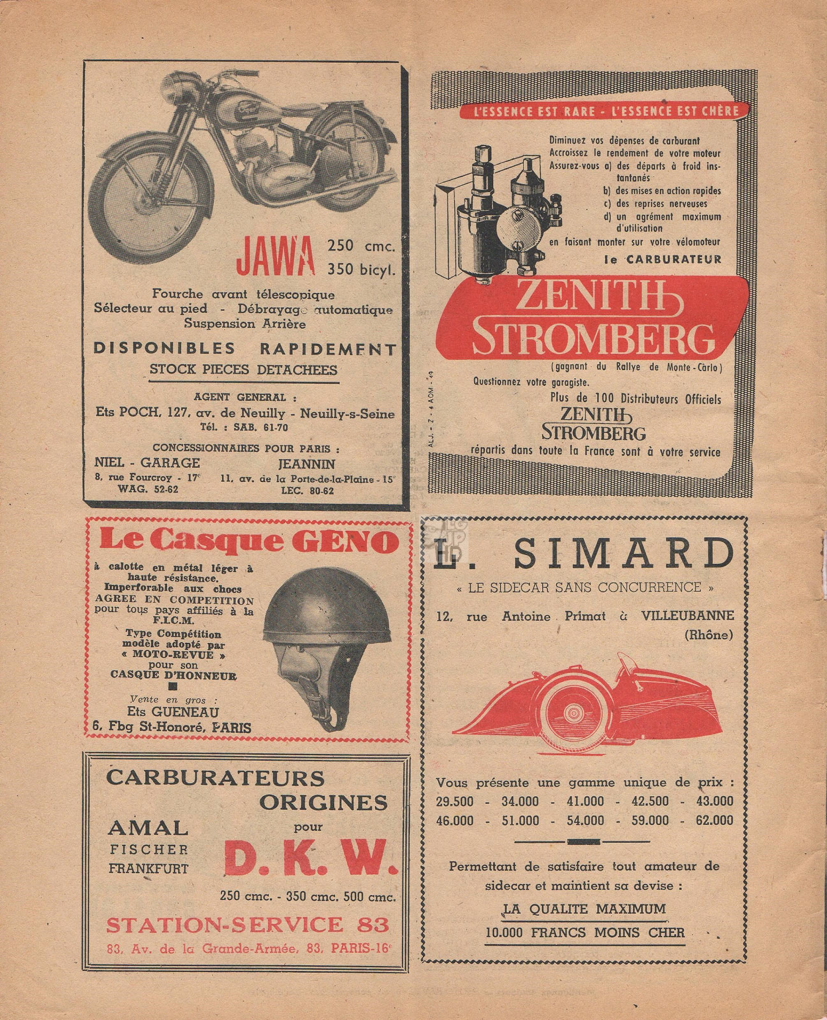 JAWA
250 cmc.
350 bicyl.
Fourche avant télescopique
Sélecteur au pied - Débrayage automatique
Suspension Arrière
DISPONIBLES RAPIDEMENT
STOCK PIECES DETACHEES
AGENT GENERAL :
Ets POCH, 127, av. de Neuilly - Neuilly-s-Seine
Tél. : SAB. 61-70
CONCESSIONNAIRES POUR PARIS :
NIEL - GARAGE
8, rue Fourcroy - 17e
WAG. 52-62
JEANNIN
11, av. de la Porte-de-la-Plaine - 15e
LEC. 80-62
L'ESSENCE EST RARE - L'ESSENCE EST CHÈRE
Diminuez vos dépenses de carburant
Accroissez le rendement de votre moteur
Assurez-vous a) des départs à froid ins-
tantanés
b) des mises en action rapides
c) des reprises nerveuses
d) un agrément maximum
d'utilisation
en faisant monter sur votre vélomoteur
le CARBURATEUR
ZENITH
STROMBERG
(gagnant du Rallye de Monte-Carlo)
Questionnez votre garagiste.
Plus de 100 Distributeurs Officiels
ZENITH
STROMBERG
répartis dans toute la France sont à votre service
Le Casque GENO
à calotte en métal léger à
haute résistance.
Imperforable aux chocs
AGREE EN COMPETITION
pour tous pays affiliés à la
F.I.C.M.
Type Compétition
modèle adopté par
« MOTO-REVUE »
pour son
CASQUE D'HONNEUR
Vente en gros :
Ets GUENEAU
6, Fbg St-Honoré, PARIS
L. SIMARD
« LE SIDECAR SANS CONCURRENCE »
12, rue Antoine Primat à VILLEUBANNE
(Rhône)
Vous présente une gamme unique de prix :
29.500 - 34.000 - 41.000 - 42.500 - 43.000
46.000 - 51.000 - 54.000 - 59.000 - 62.000
Permettant de satisfaire tout amateur de
sidecar et maintient sa devise :
LA QUALITE MAXIMUM
10.000 FRANCS MOINS CHER
CARBURATEURS
ORIGINES
AMAL
FISCHER
FRANKFURT
pour
D. K. W.
250 cmc. - 350 cmc. 500 cmc.
STATION-SERVICE 83
83, Av. de la Grande-Armée, 83, PARIS-16e